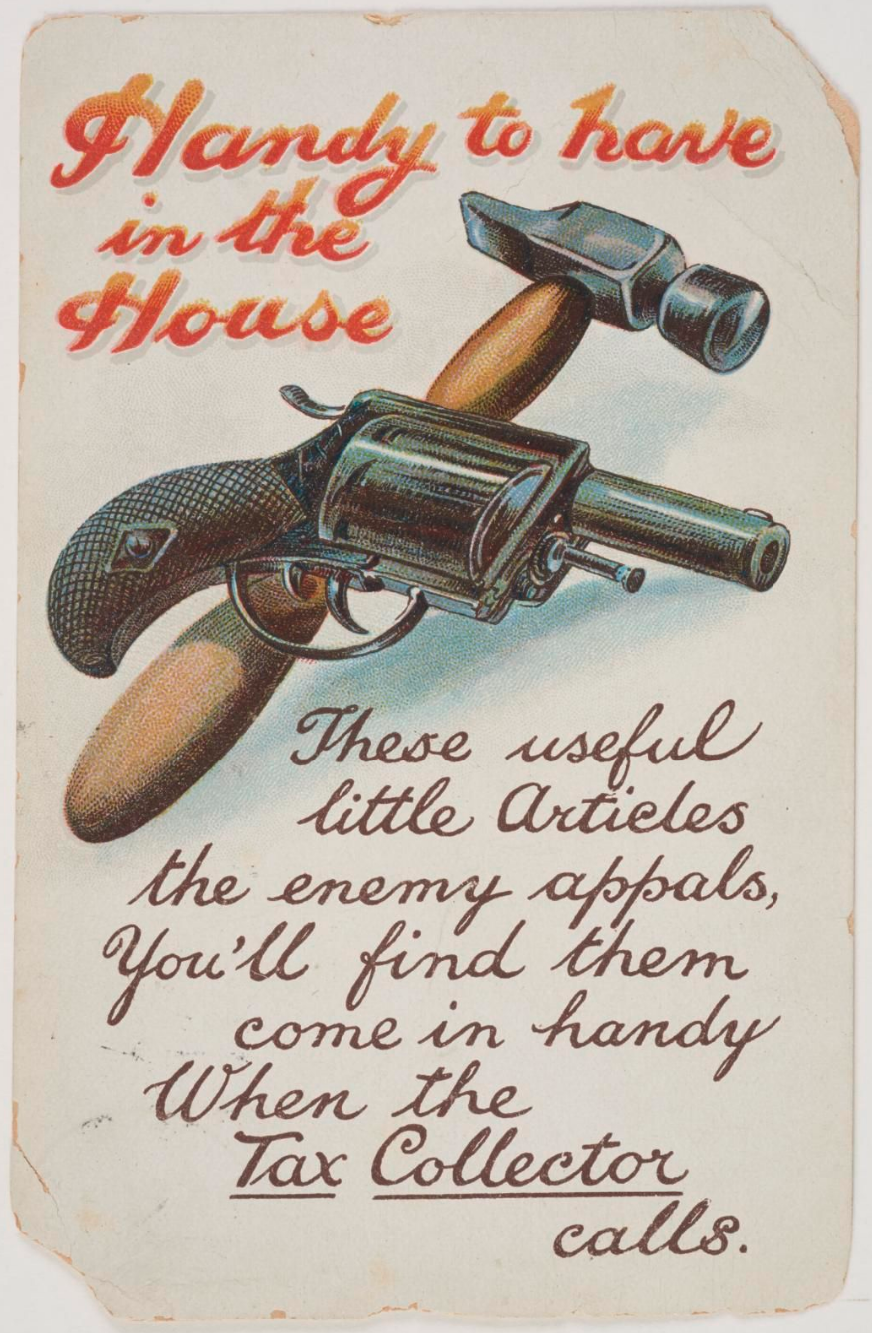 Handy to have
in the
House
These useful
little Articles
the enemy appals,
You'll find them
come in handy
When the
Tax Collector
calls.